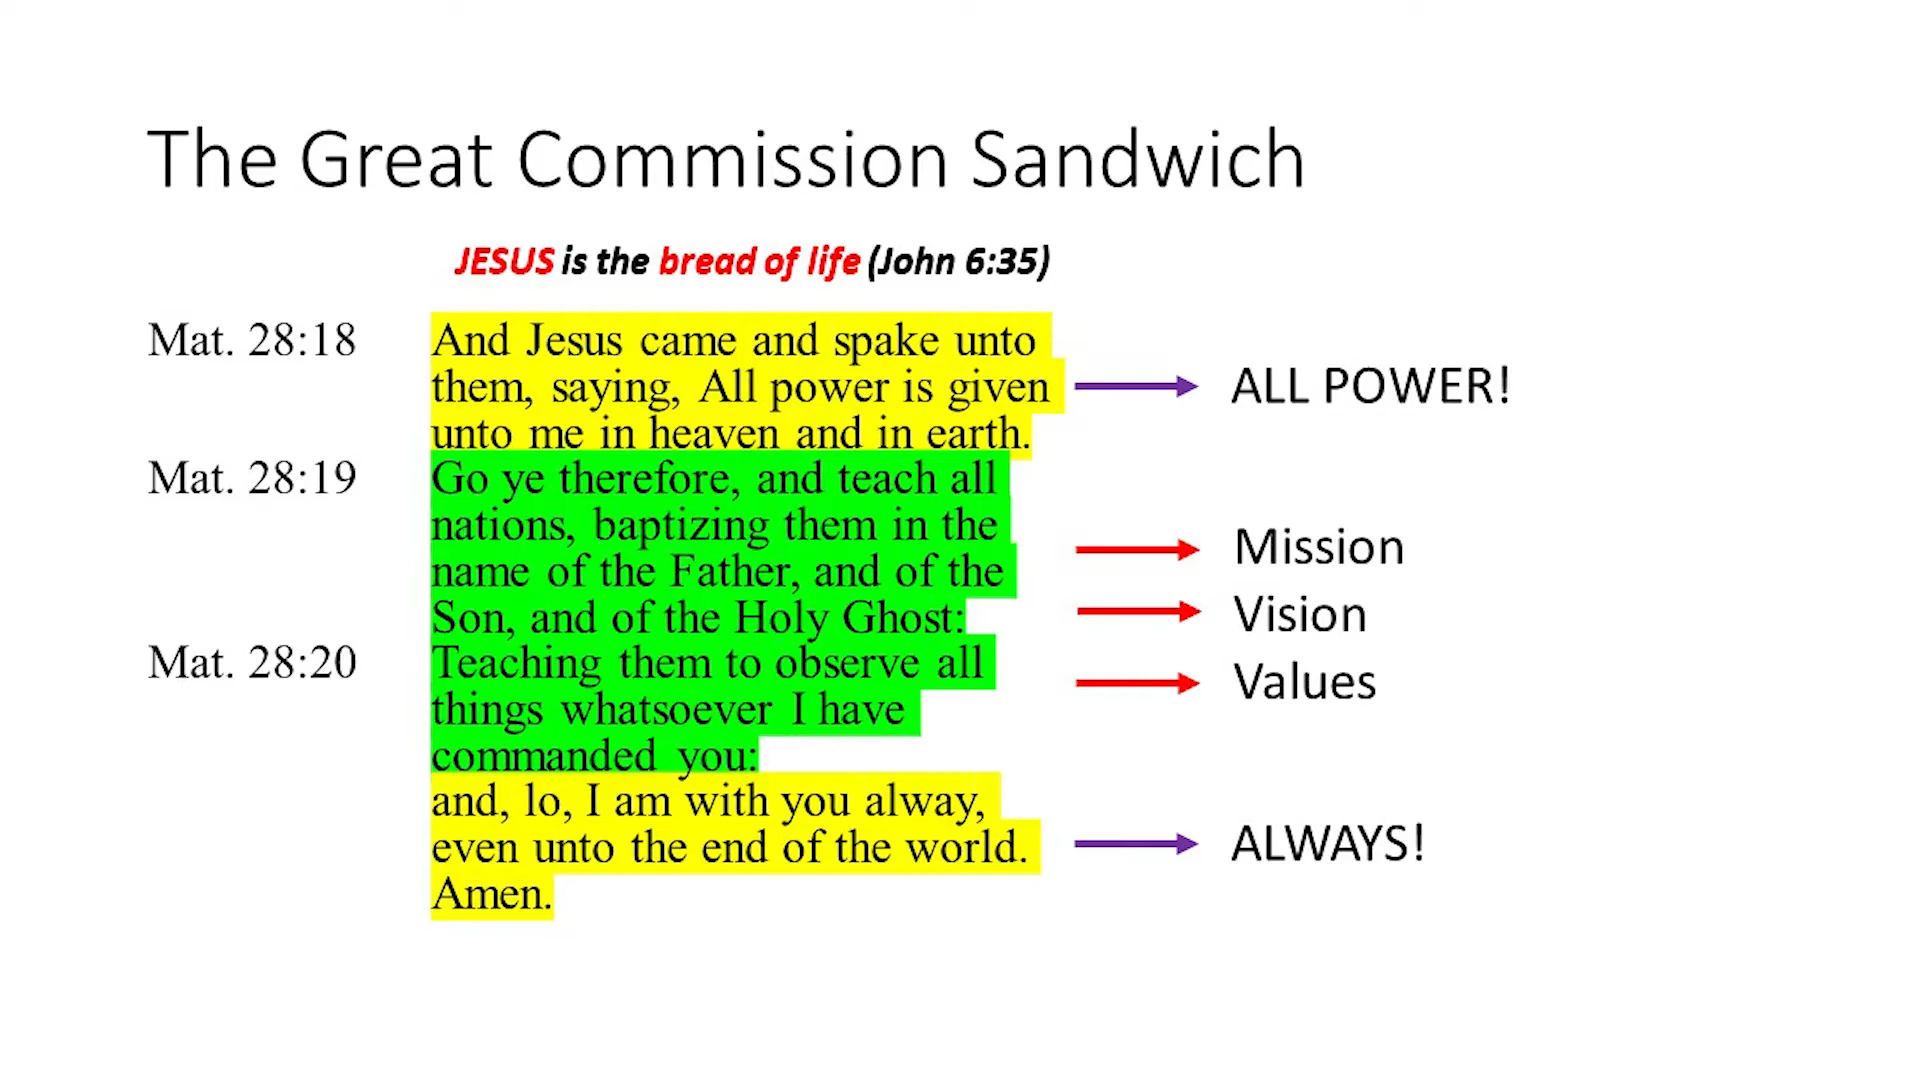 The Great Commission Sandwich
JESUS is the bread of life (John 6:35)
Mat. 28:18 And Jesus came and spake unto
them, saying, All power is given
unto me in heaven and in earth.
ALL POWER!
Mat. 28:19 Go ye therefore, and teach all
nations, baptizing them in the
name of the Father, and of the
Son, and of the Holy Ghost:
Mat. 28:20 Teaching them to observe all
things whatsoever I have
commanded you:
Mission
Vision
Values
and, lo, I am with you alway,
even unto the end of the world.
Amen.
ALWAYS!